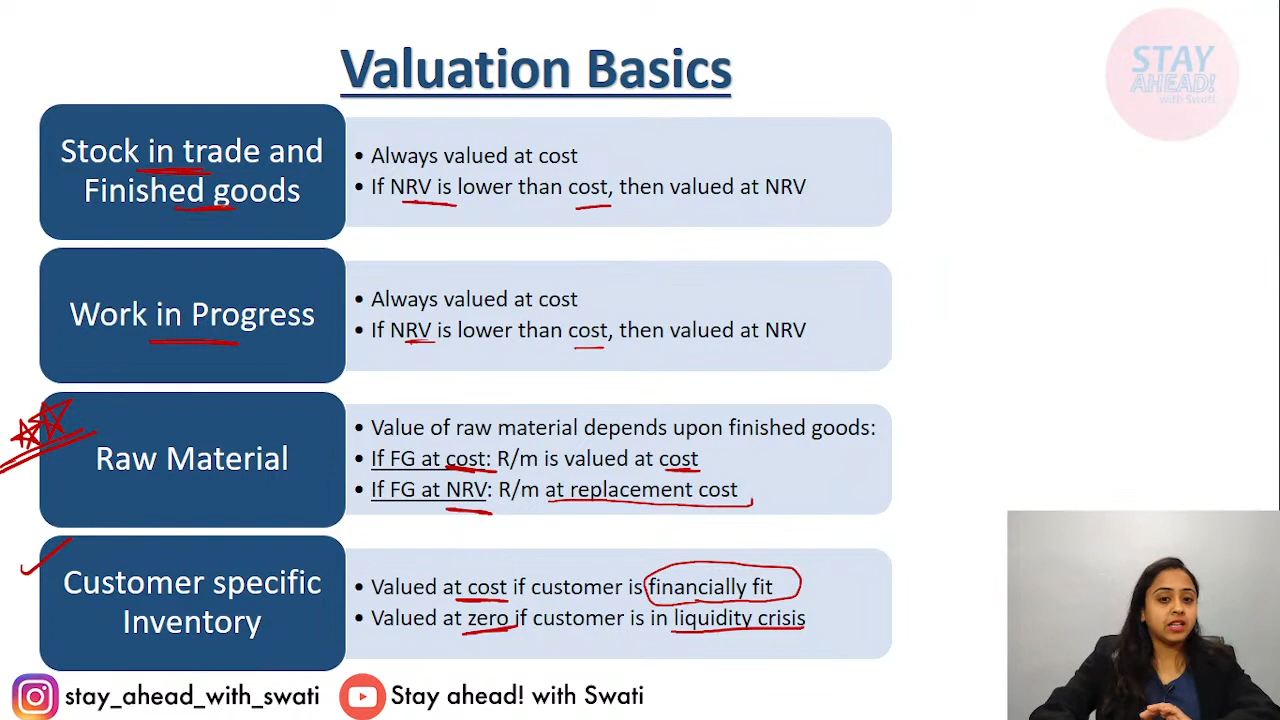 Valuation Basics
STAY
AHEAD!
with Swati
Stock in trade and
Finished goods
• Always valued at cost
• If NRV is lower than cost, then valued at NRV
Work in Progress
• Always valued at cost
• If NRV is lower than cost, then valued at NRV
Raw Material
• Value of raw material depends upon finished goods:
• If FG at cost: R/m is valued at cost
• If FG at NRV: R/m at replacement cost
Customer specific
Inventory
• Valued at cost if customer is financially fit
• Valued at zero if customer is in liquidity crisis
stay_ahead_with_swati
Stay ahead! with Swati